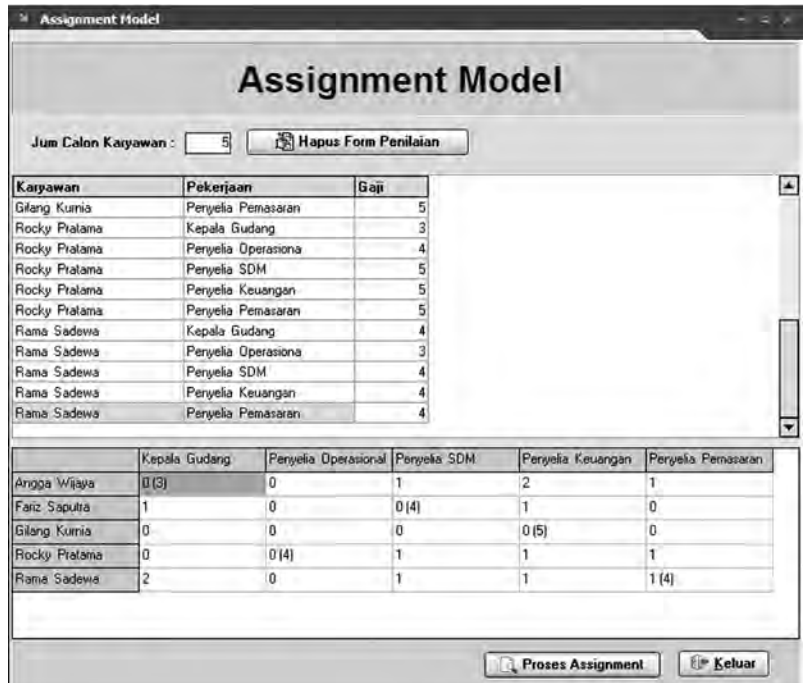 Assignment Model
Assignment Model
Jum Calon Karyawan : 5 Hapus Form Penilaian
Karyawan Pekerjaan Gaji
Gilang Kurnia Penyelia Pemasaran 5
Rocky Pratama Kepala Gudang 3
Rocky Pratama Penyelia Operasiona 4
Rocky Pratama Penyelia SDM 5
Rocky Pratama Penyelia Keuangan 5
Rocky Pratama Penyelia Pemasaran 5
Rama Sadewa Kepala Gudang 4
Rama Sadewa Penyelia Operasiona 3
Rama Sadewa Penyelia SDM 4
Rama Sadewa Penyelia Keuangan 4
Rama Sadewa Penyelia Pemasaran 4
Kepala Gudang Penyelia Operasional Penyelia SDM Penyelia Keuangan Penyelia Pemasaran
Angga Wijaya 0 (3) 0 1 2 1
Fariz Saputra 1 0 0 (4) 1 0
Gilang Kurnia 0 0 0 0 (5) 0
Rocky Pratama 0 0 (4) 1 1 1
Rama Sadewa 2 0 1 1 1 (4)
Proses Assignment Keluar